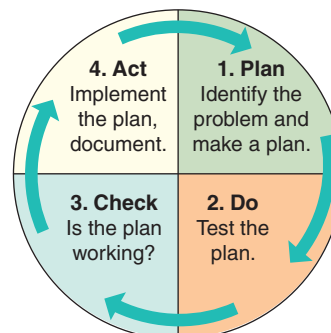 1. Plan
Identify the
problem and
make a plan.
2. Do
Test the
plan.
3. Check
Is the plan
working?
4. Act
Implement
the plan,
document.